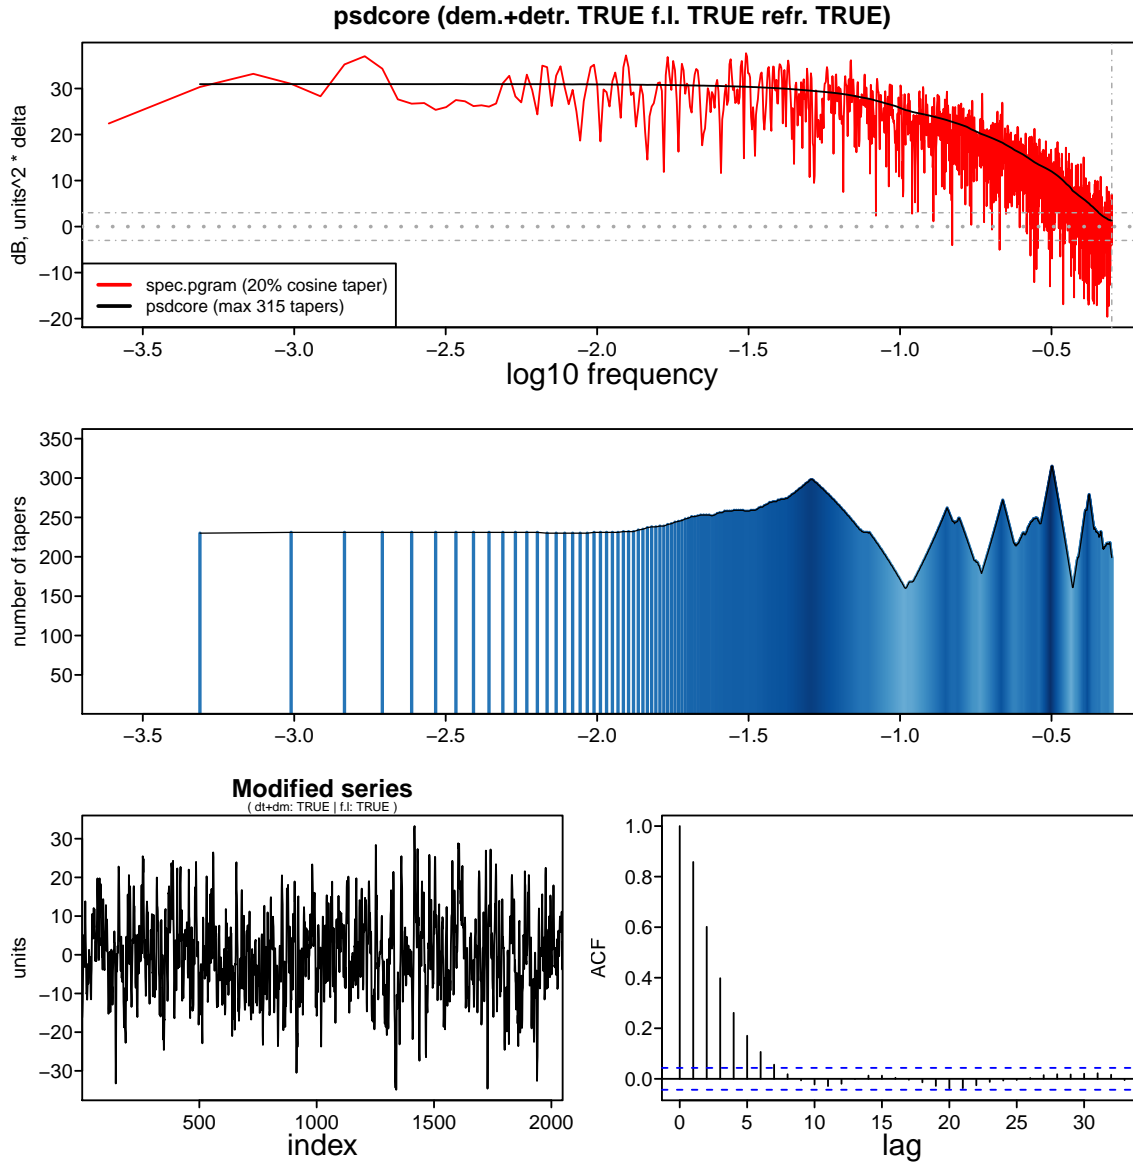 psdcore (dem.+detr. TRUE f.l. TRUE refr. TRUE)
dB, units^2 * delta
30
20
10
0
−10
−20
spec.pgram (20% cosine taper)
psdcore (max 315 tapers)
−3.5 −3.0 −2.5 −2.0 −1.5 −1.0 −0.5
log10 frequency
number of tapers
350
300
250
200
150
100
50
−3.5 −3.0 −2.5 −2.0 −1.5 −1.0 −0.5
Modified series
( dt+dm: TRUE | f.l: TRUE )
units
30
20
10
0
−10
−20
−30
500 1000 1500 2000
index
ACF
1.0
0.8
0.6
0.4
0.2
0.0
0 5 10 15 20 25 30
lag